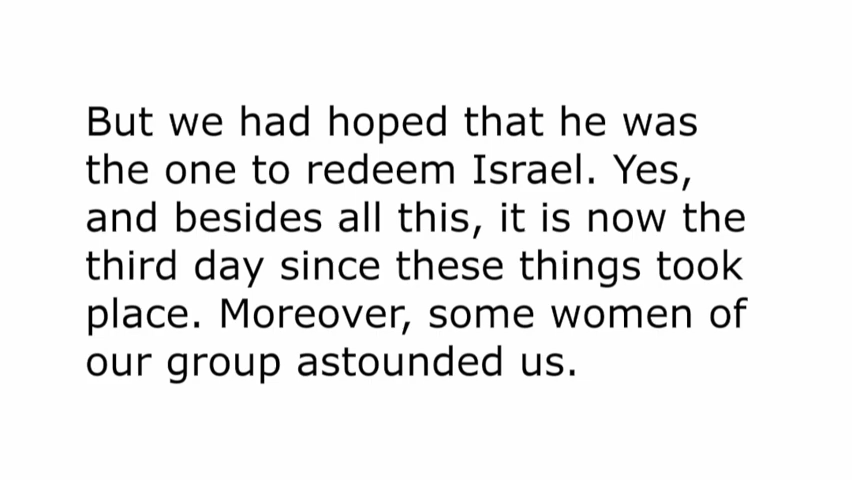 But we had hoped that he was
the one to redeem Israel. Yes,
and besides all this, it is now the
third day since these things took
place. Moreover, some women of
our group astounded us.